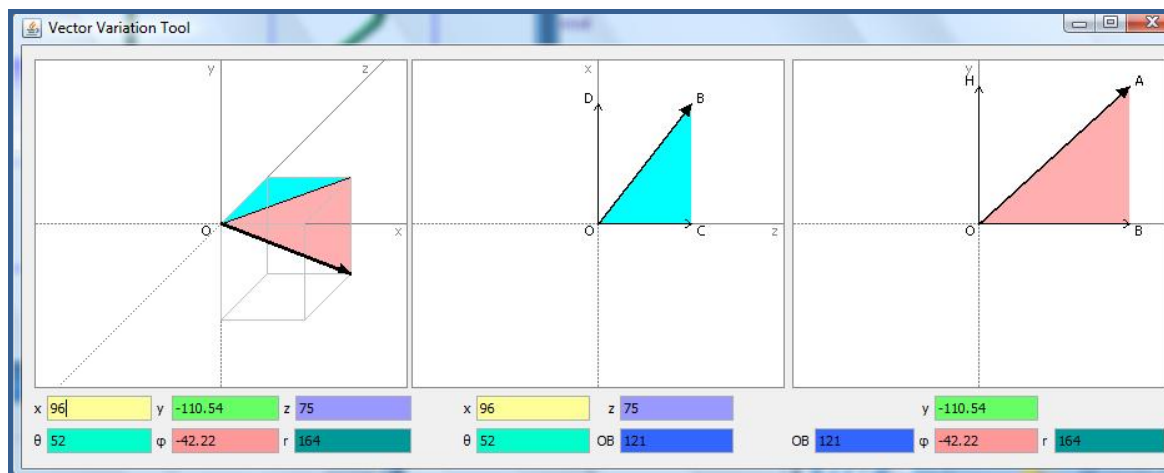 Vector Variation Tool
y z
x
O
x
D B
O C
z
y
H A
O B
x 96 y -110.54 z 75
x 96 z 75
y -110.54
θ 52 φ -42.22 r 164
θ 52 OB 121
OB 121 φ -42.22 r 164